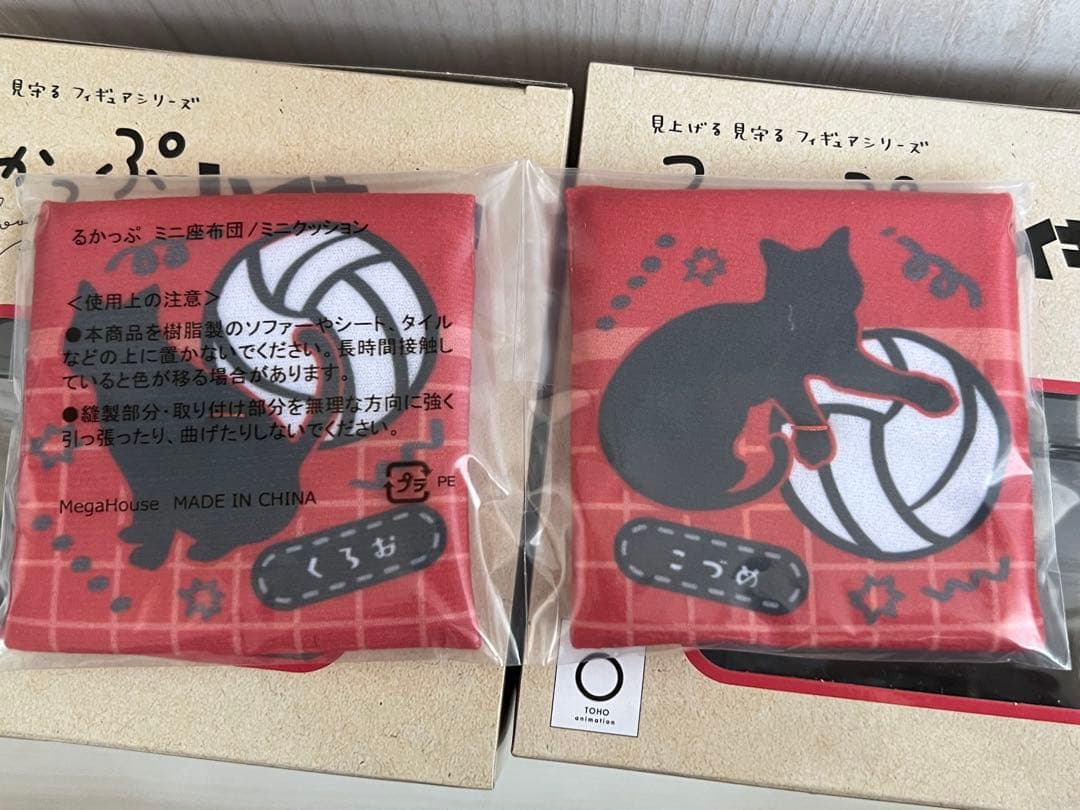 見守る フィギュアシリーズ
見上げる 見守る フィギュアシリーズ
るかっぷ ミニ座布団/ミニクッション
<使用上の注意>
●本商品を樹脂製のソファーやシート、タイル
などの上に置かないでください。長時間接触し
ていると色が移る場合があります。
●縫製部分・取り付け部分を無理な方向に強く
引っ張ったり、曲げたりしないでください。
プラ PE
MegaHouse MADE IN CHINA
くろお
こづめ
TOHO
animation